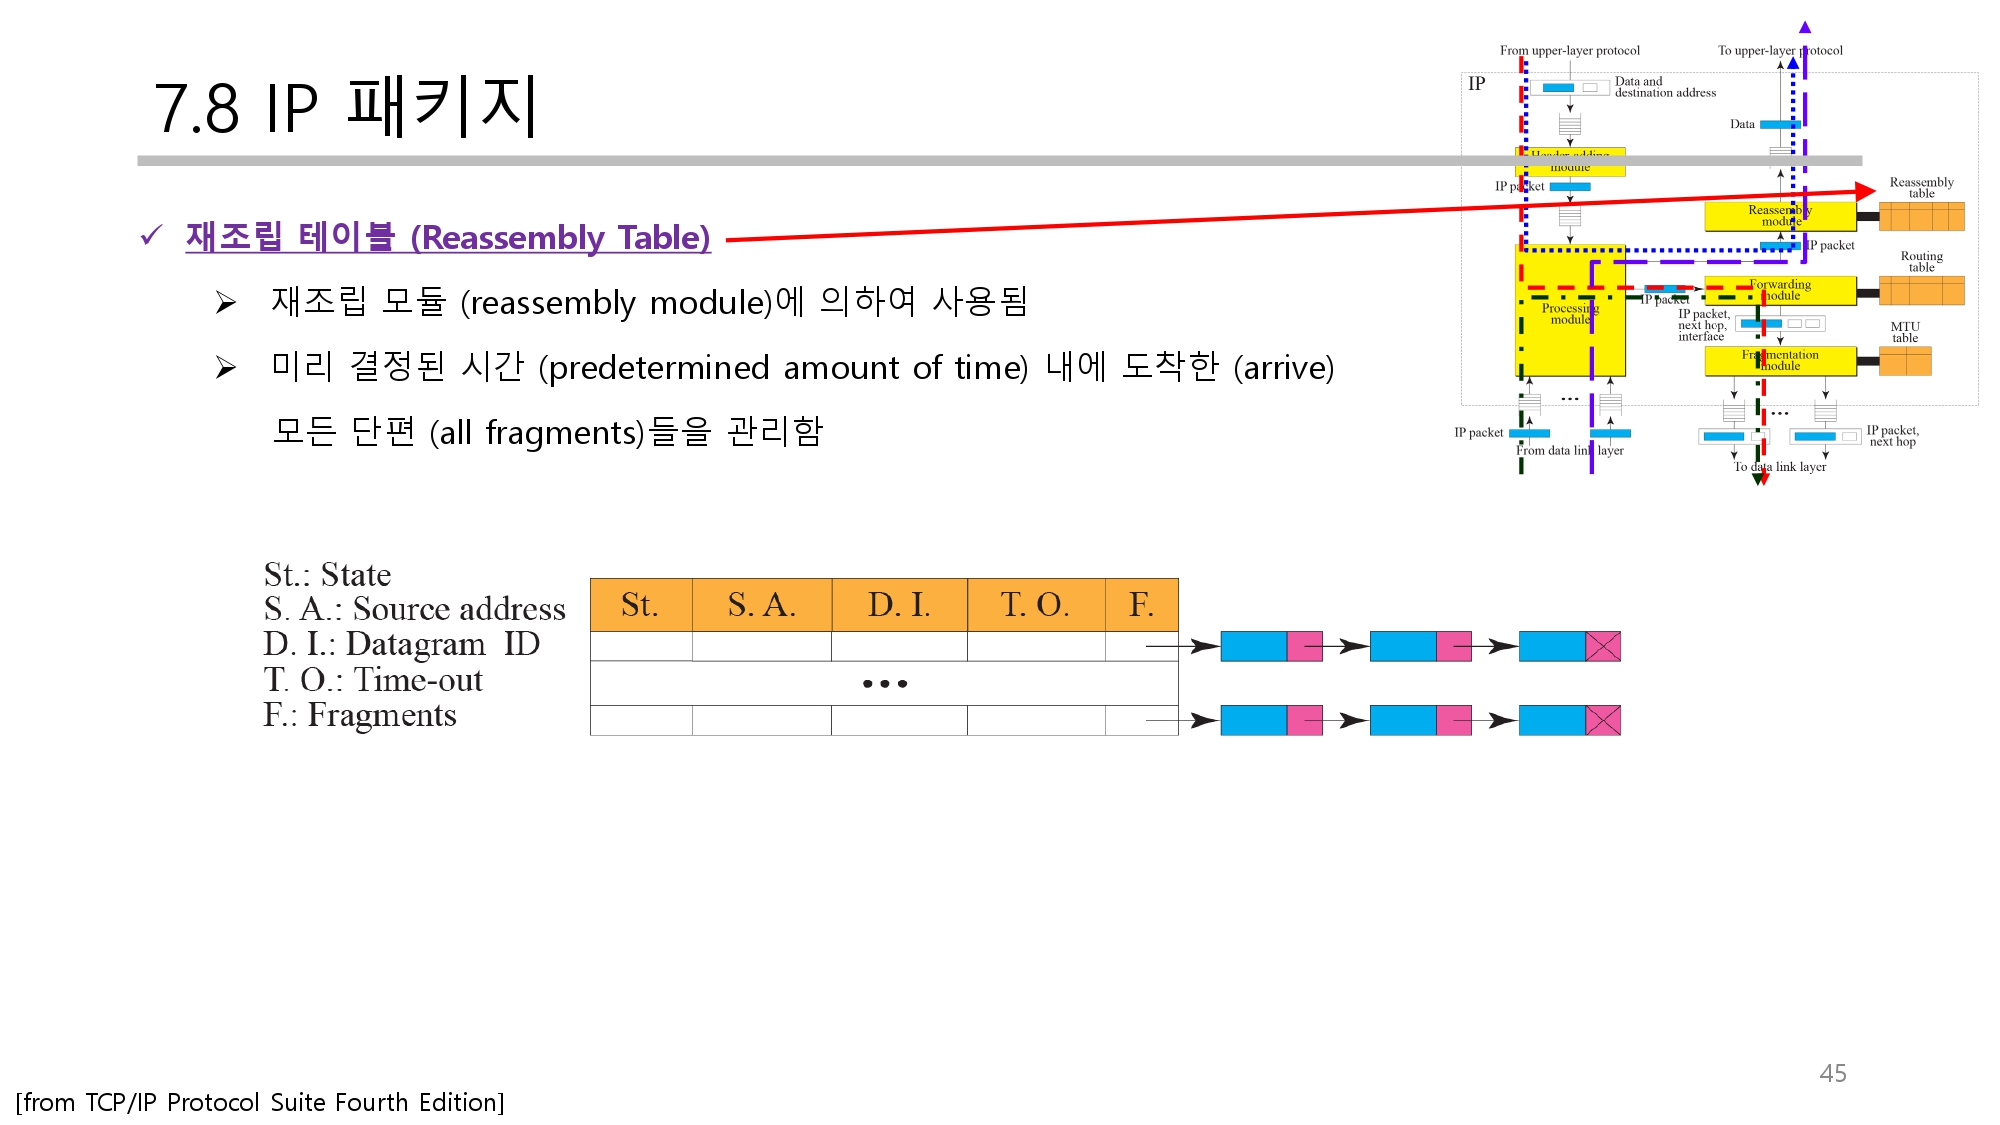 7.8 IP 패키지
✓ 재조립 테이블 (Reassembly Table)
➢ 재조립 모듈 (reassembly module)에 의하여 사용됨
➢ 미리 결정된 시간 (predetermined amount of time) 내에 도착한 (arrive)
모든 단편 (all fragments)들을 관리함
From upper-layer protocol
To upper-layer protocol
IP
Data and
destination address
Data
Header-adding
module
IP packet
Reassembly
table
Reassembly
module
IP packet
Routing
table
Forwarding
module
IP packet
Processing
module
IP packet,
next hop,
interface
MTU
table
Fragmentation
module
...
...
IP packet
From data link layer
IP packet,
next hop
To data link layer
St.: State
S. A.: Source address
D. I.: Datagram ID
T. O.: Time-out
F.: Fragments
St. S. A. D. I. T. O. F.
...
45
[from TCP/IP Protocol Suite Fourth Edition]